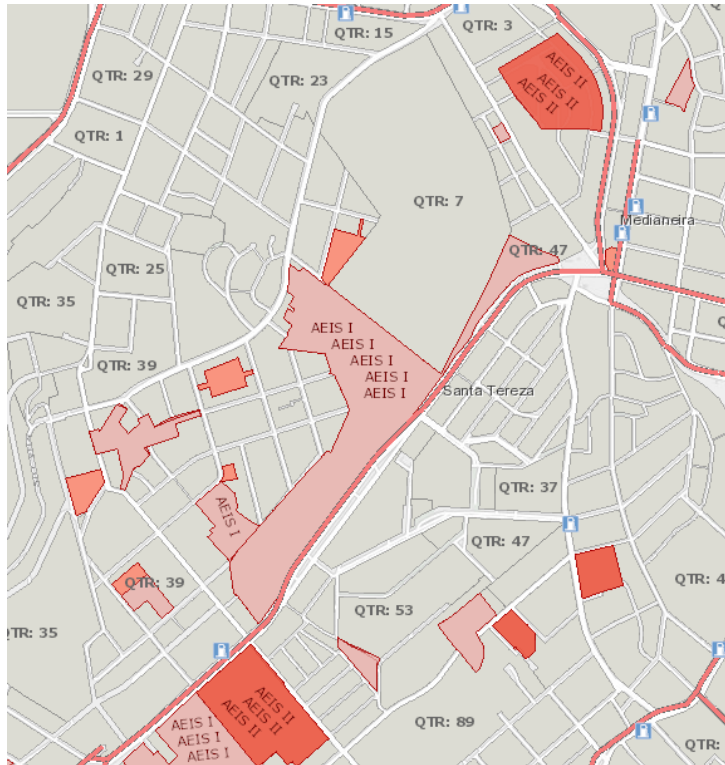 QTR: 15
QTR: 3
QTR: 29
QTR: 23
AEIS II
AEIS II
AEIS II
QTR: 1
QTR: 7
Medianeira
QTR: 47
QTR: 25
QTR: 35
AEIS I
AEIS I
AEIS I
AEIS I
AEIS I
QTR: 39
Santa Tereza
QTR: 37
AEIS I
QTR: 47
QTR: 39
QTR: 53
QTR: 4
QTR: 35
AEIS II
AEIS II
AEIS II
AEIS I
AEIS I
AEIS I
QTR: 89
QTR: